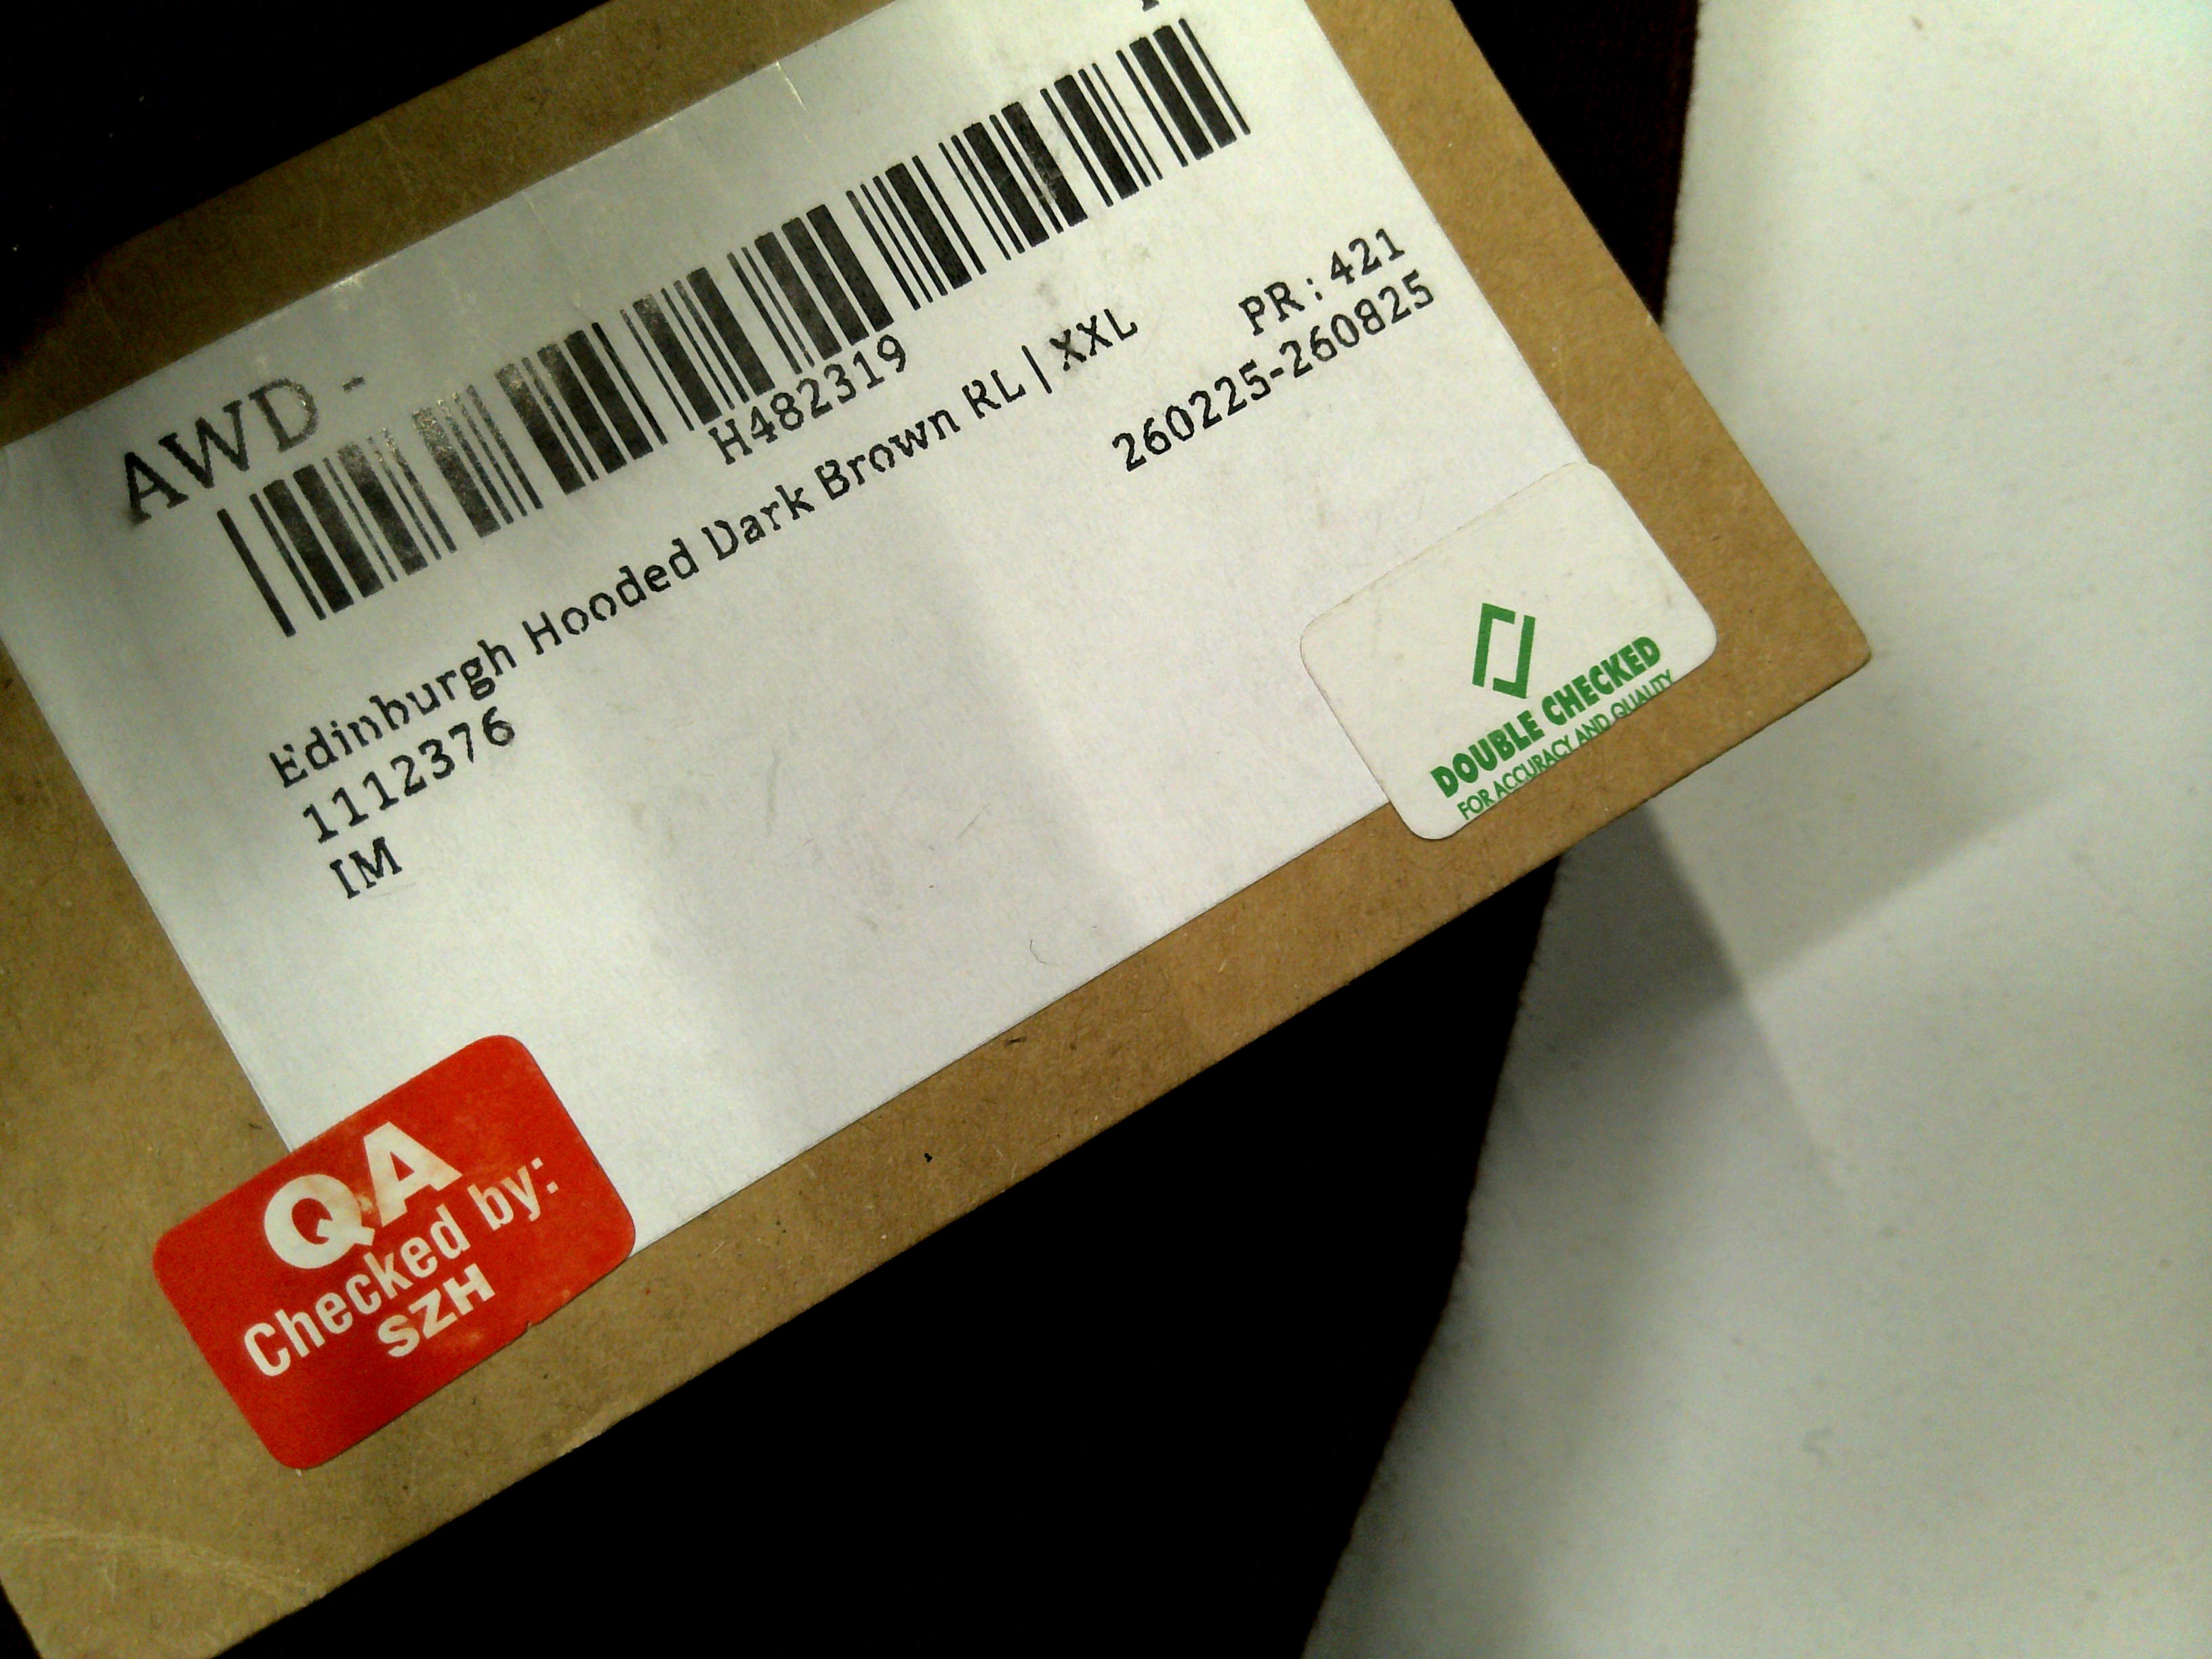 AWD -
H482319
Edinburgh Hooded Dark Brown RL | XXL
PR: 421
1112376
260225-260825
IM
DOUBLE CHECKED
FOR ACCURACY AND QUALITY
QA
Checked by:
SZH